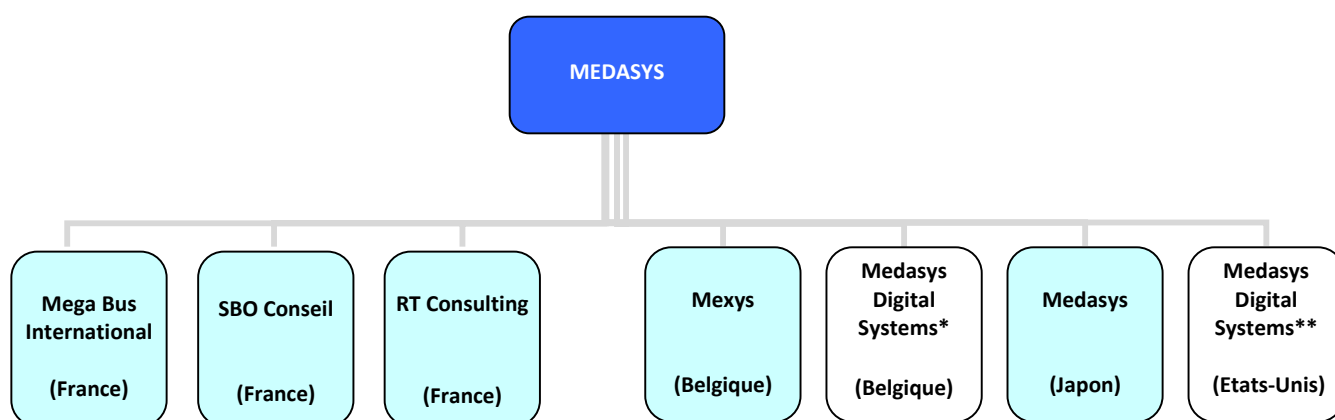 MEDASYS
Mega Bus
International
(France)
SBO Conseil
(France)
RT Consulting
(France)
Mexys
(Belgique)
Medasys
Digital
Systems*
(Belgique)
Medasys
(Japon)
Medasys
Digital
Systems**
(Etats-Unis)